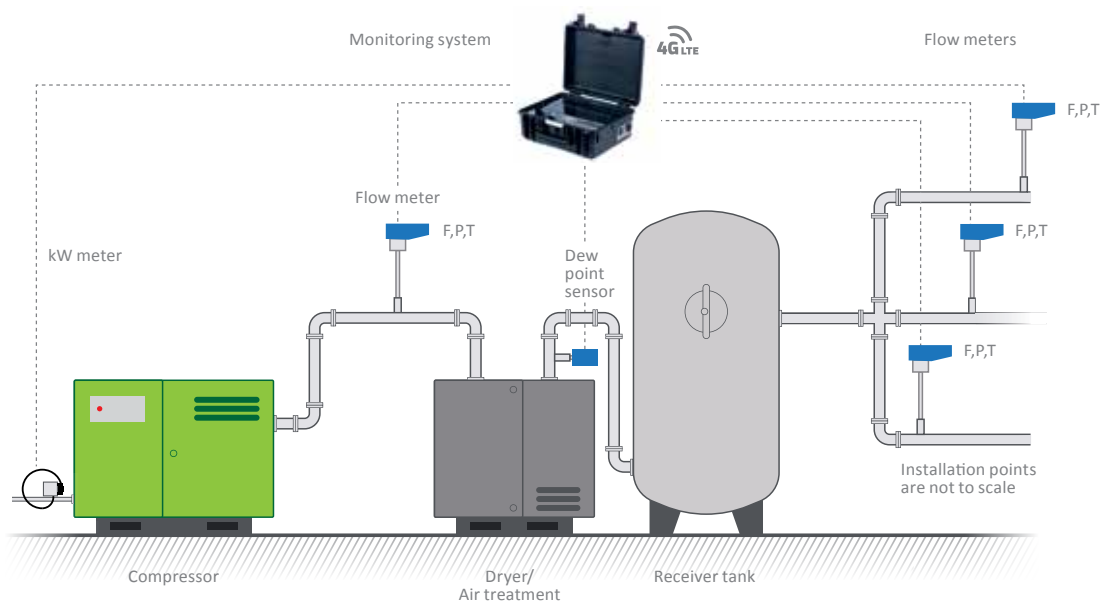 Monitoring system
4G LTE
Flow meters
F,P,T
Flow meter
F,P,T
F,P,T
kW meter
Dew
point
sensor
F,P,T
Installation points
are not to scale
Compressor
Dryer/
Air treatment
Receiver tank